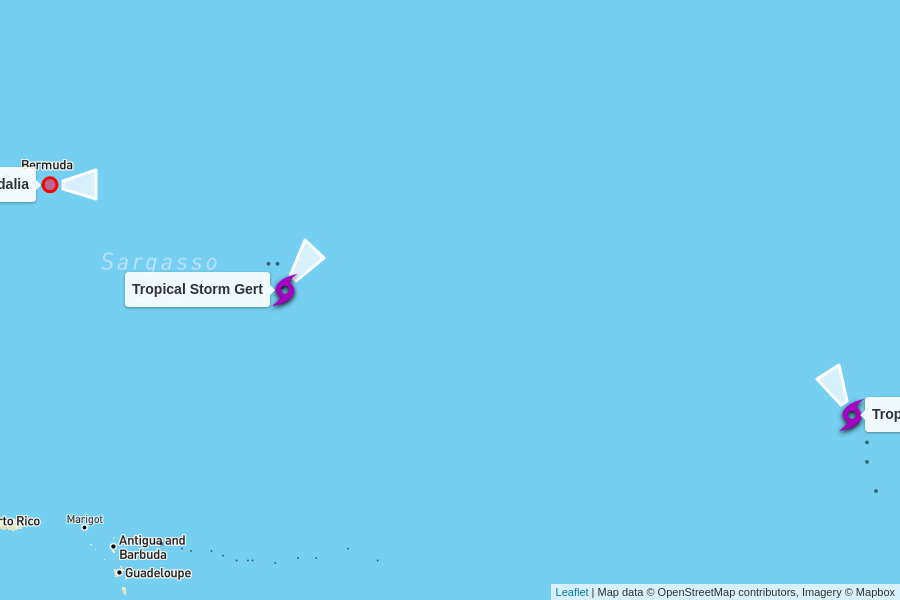 Bermuda
dalia
Sargasso
Tropical Storm Gert
Trop
rto Rico
Marigot
Antigua and
Barbuda
Guadeloupe
Leaflet | Map data © OpenStreetMap contributors, Imagery © Mapbox